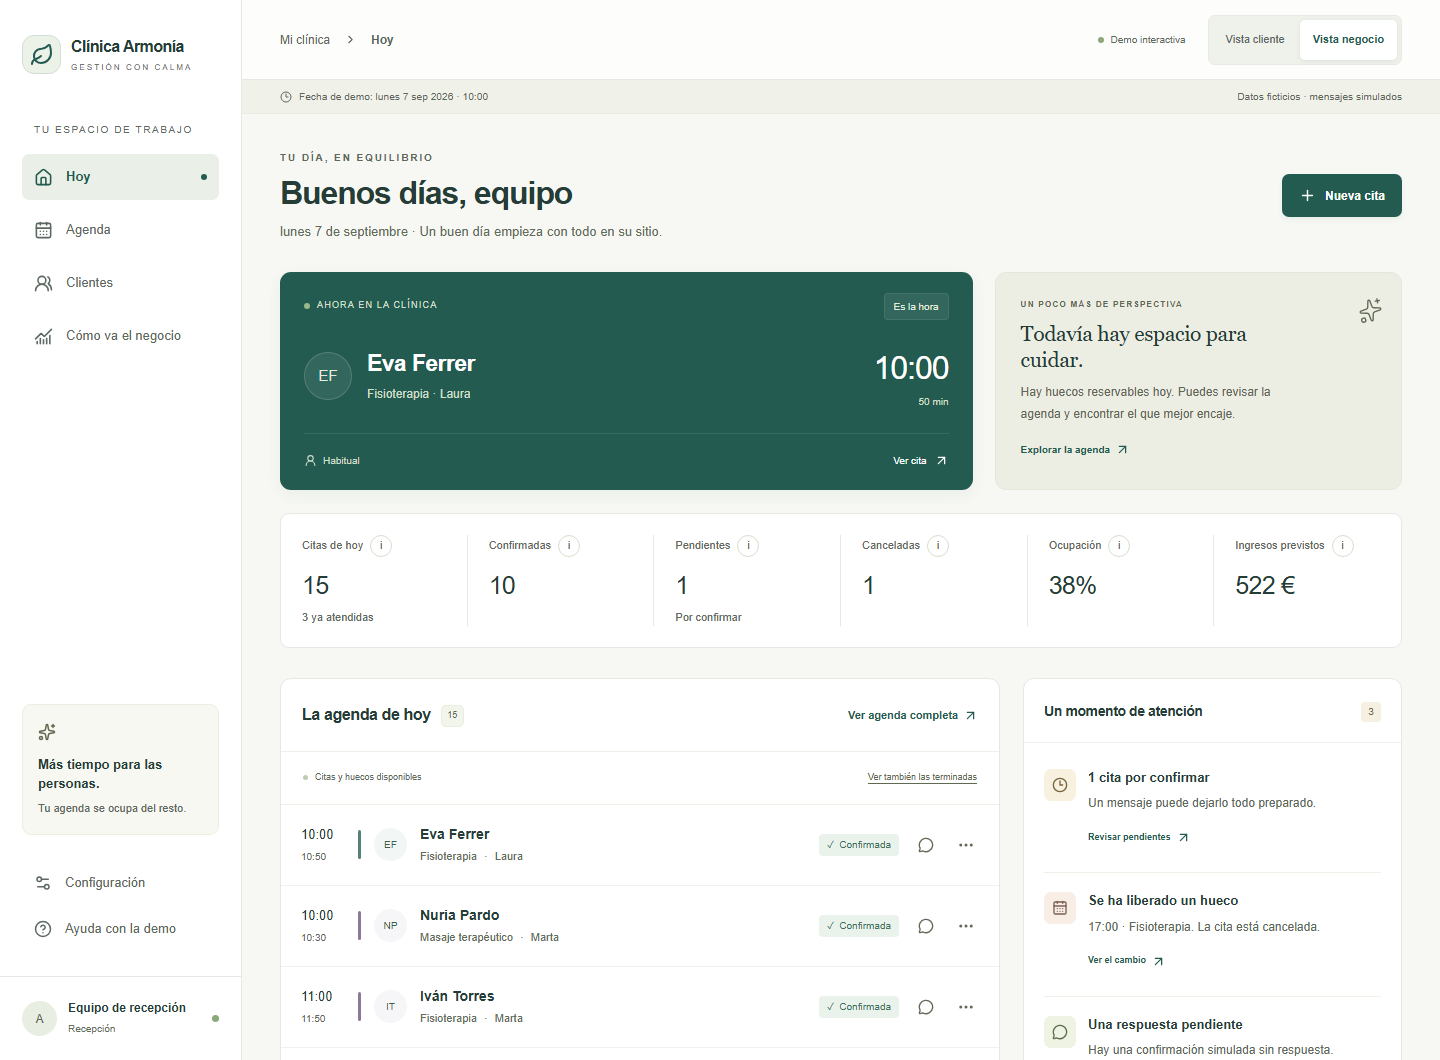 Clínica Armonía
GESTIÓN CON CALMA
TU ESPACIO DE TRABAJO
Hoy
Agenda
Clientes
Cómo va el negocio
Más tiempo para las
personas.
Tu agenda se ocupa del resto.
Configuración
Ayuda con la demo
A
Equipo de recepción
Recepción
Mi clínica > Hoy
Demo interactiva
Vista cliente
Vista negocio
Fecha de demo: lunes 7 sep 2026 · 10:00
Datos ficticios · mensajes simulados
TU DÍA, EN EQUILIBRIO
Buenos días, equipo
lunes 7 de septiembre · Un buen día empieza con todo en su sitio.
+ Nueva cita
AHORA EN LA CLÍNICA
Es la hora
EF
Eva Ferrer
Fisioterapia · Laura
10:00
50 min
Habitual
Ver cita
UN POCO MÁS DE PERSPECTIVA
Todavía hay espacio para
cuidar.
Hay huecos reservables hoy. Puedes revisar la
agenda y encontrar el que mejor encaje.
Explorar la agenda
Citas de hoy i
15
3 ya atendidas
Confirmadas i
10
Pendientes i
1
Por confirmar
Canceladas i
1
Ocupación i
38%
Ingresos previstos i
522 €
La agenda de hoy 15
Ver agenda completa
Citas y huecos disponibles
Ver también las terminadas
10:00
10:50
EF
Eva Ferrer
Fisioterapia · Laura
✓ Confirmada
10:00
10:30
NP
Nuria Pardo
Masaje terapéutico · Marta
✓ Confirmada
11:00
11:50
IT
Iván Torres
Fisioterapia · Marta
✓ Confirmada
Un momento de atención
3
1 cita por confirmar
Un mensaje puede dejarlo todo preparado.
Revisar pendientes
Se ha liberado un hueco
17:00 · Fisioterapia. La cita está cancelada.
Ver el cambio
Una respuesta pendiente
Hay una confirmación simulada sin respuesta.